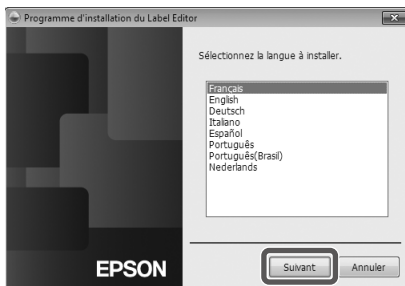 Programme d'installation du Label Editor
Sélectionnez la langue à installer.
Français
English
Deutsch
Italiano
Español
Português
Português(Brasil)
Nederlands
EPSON
Suivant
Annuler